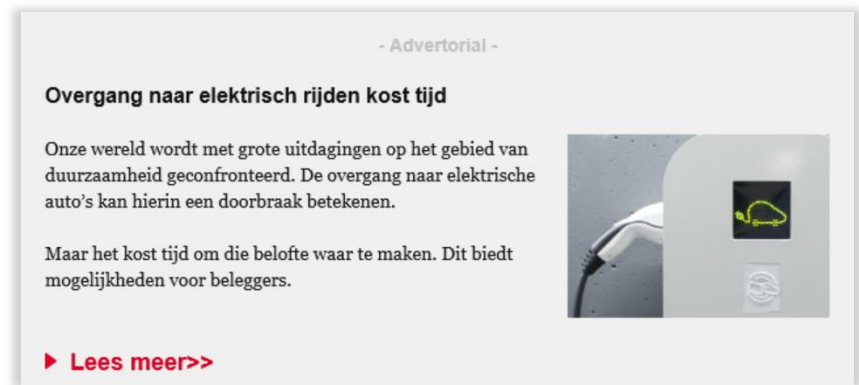 - Advertorial -
Overgang naar elektrisch rijden kost tijd
Onze wereld wordt met grote uitdagingen op het gebied van
duurzaamheid geconfronteerd. De overgang naar elektrische
auto's kan hierin een doorbraak betekenen.
Maar het kost tijd om die belofte waar te maken. Dit biedt
mogelijkheden voor beleggers.
Lees meer>>